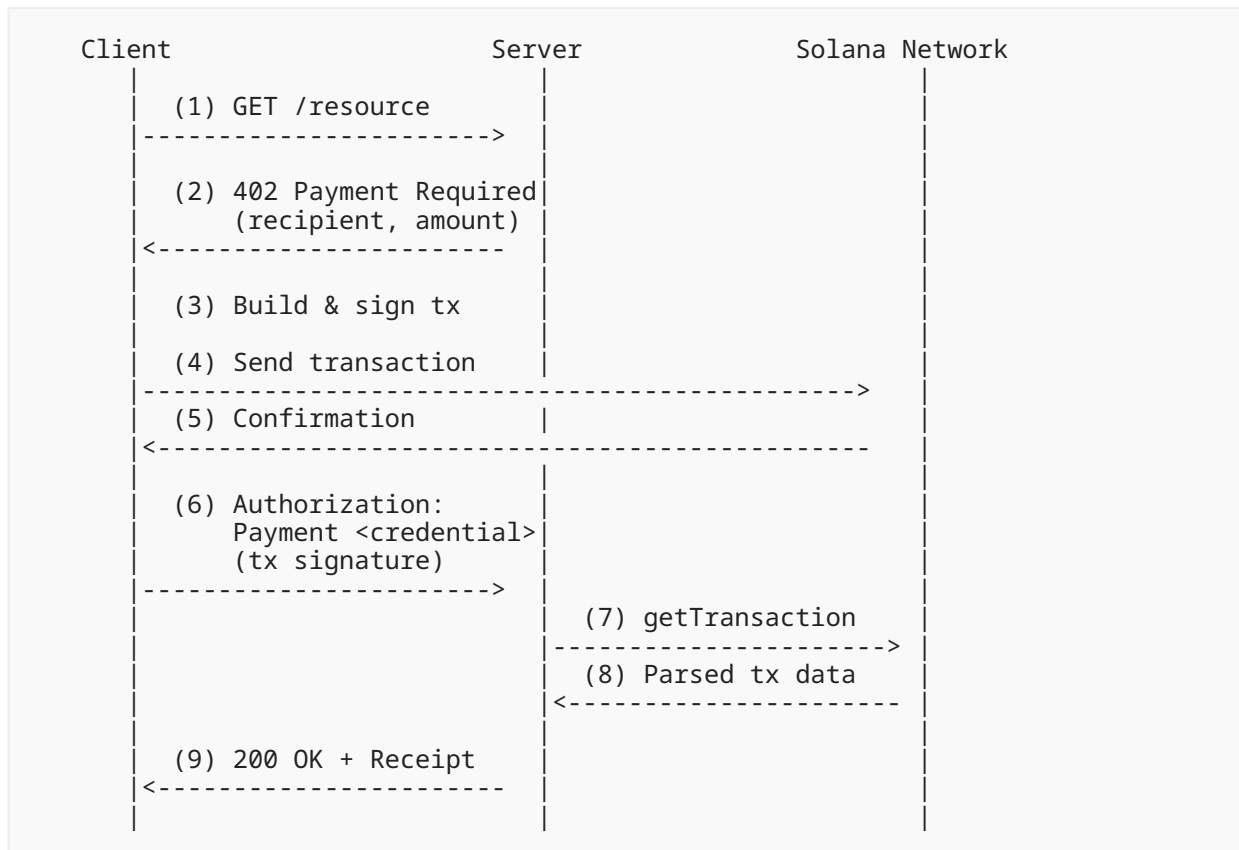 Client Server Solana Network
(1) GET /resource
(2) 402 Payment Required
(recipient, amount)
(3) Build & sign tx
(4) Send transaction
(5) Confirmation
(6) Authorization:
Payment <credential>
(tx signature)
(7) getTransaction
(8) Parsed tx data
(9) 200 OK + Receipt